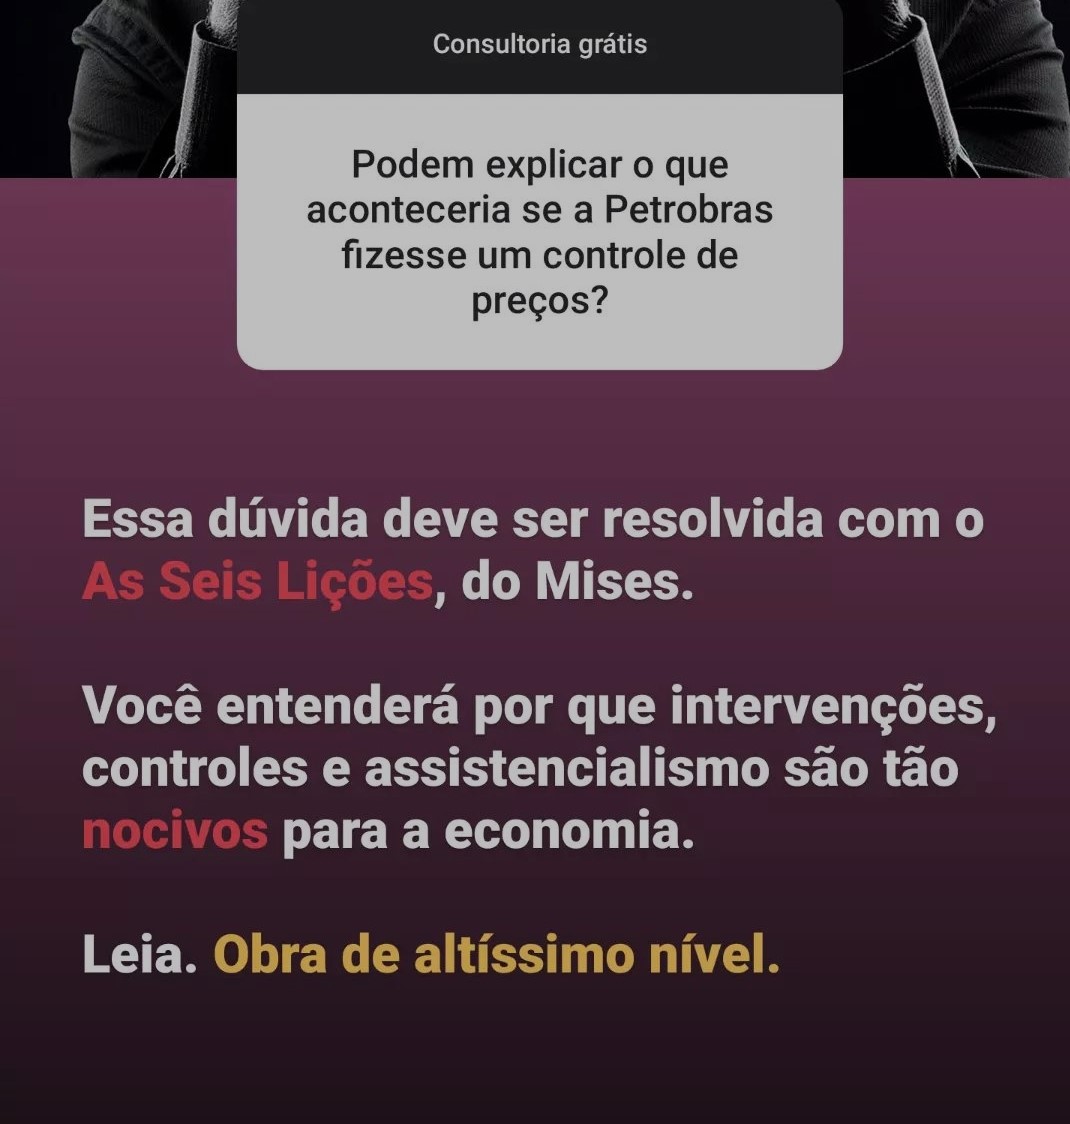 Consultoria grátis
Podem explicar o que
aconteceria se a Petrobras
fizesse um controle de
preços?
Essa dúvida deve ser resolvida com o
As Seis Lições, do Mises.
Você entenderá por que intervenções,
controles e assistencialismo são tão
nocivos para a economia.
Leia. Obra de altíssimo nível.